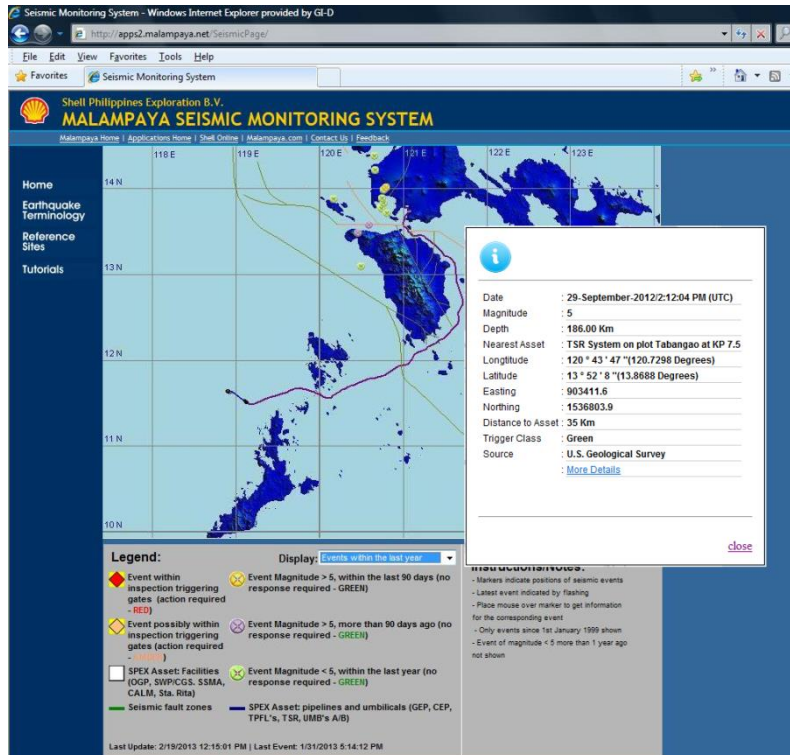 Seismic Monitoring System - Windows Internet Explorer provided by GI-D
http://apps2.malampaya.net/SeismicPage/
File Edit View Favorites Tools Help
Favorites
Seismic Monitoring System
Shell Philippines Exploration B.V.
MALAMPAYA SEISMIC MONITORING SYSTEM
Malampaya Home | Applications Home | Shell Online | Malampaya.com | Contact Us | Feedback
Home
Earthquake
Terminology
Reference
Sites
Tutorials
118 E 119 E 120 E 121 E 122 E 123 E
14 N
13 N
12 N
11 N
10 N
Date : 29-September-2012/2:12:04 PM (UTC)
Magnitude : 5
Depth : 186.00 Km
Nearest Asset : TSR System on plot Tabangao at KP 7.5
Longtitude : 120 ° 43 ' 47 "(120.7298 Degrees)
Latitude : 13 ° 52 ' 8 "(13.8688 Degrees)
Easting : 903411.6
Northing : 1536803.9
Distance to Asset : 35 Km
Trigger Class : Green
Source : U.S. Geological Survey
: More Details
close
Legend:
Display: Events within the last year
Event within
inspection triggering
gates (action required
- RED)
Event possibly within
inspection triggering
gates (action required
SPEX Asset: Facilities
(OGP, SWP/CGS. SSMA,
CALM, Sta. Rita)
Seismic fault zones
Event Magnitude > 5, within the last 90 days (no
response required - GREEN)
Event Magnitude > 5, more than 90 days ago (no
response required - GREEN)
Event Magnitude < 5, within the last year (no
response required - GREEN)
SPEX Asset: pipelines and umbilicals (GEP, CEP,
TPFL's, TSR, UMB's A/B)
Last Update: 2/19/2013 12:15:01 PM | Last Event: 1/31/2013 5:14:12 PM
Instructions/Notes:
- Markers indicate positions of seismic events
- Latest event indicated by flashing
- Place mouse over marker to get information
for the corresponding event
- Only events since 1st January 1999 shown
- Event of magnitude < 5 more than 1 year ago
not shown